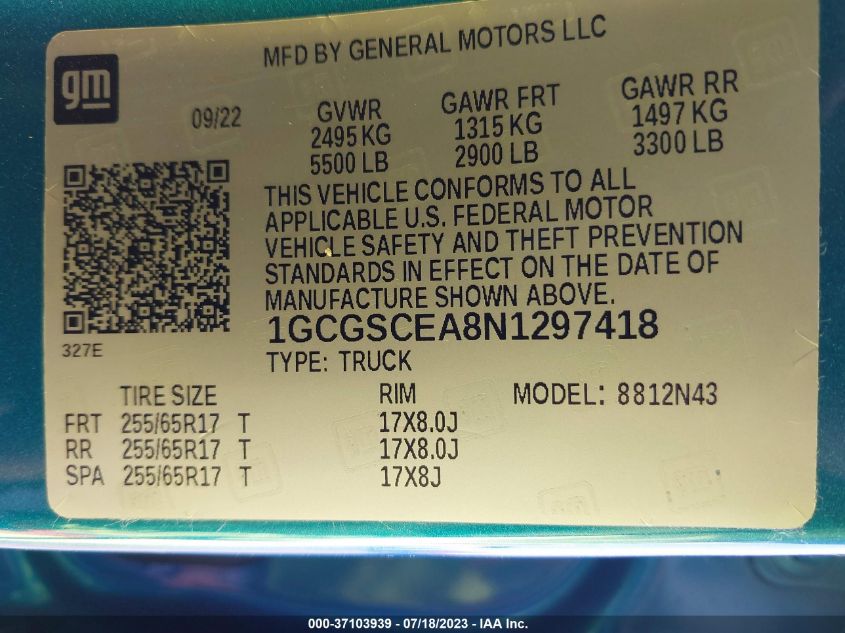 gm
MFD BY GENERAL MOTORS LLC
09/22
GVWR
2495 KG
5500 LB
GAWR FRT
1315 KG
2900 LB
GAWR RR
1497 KG
3300 LB
THIS VEHICLE CONFORMS TO ALL
APPLICABLE U.S. FEDERAL MOTOR
VEHICLE SAFETY AND THEFT PREVENTION
STANDARDS IN EFFECT ON THE DATE OF
MANUFACTURE SHOWN ABOVE.
1GCGSCEA8N1297418
327E
TYPE: TRUCK
TIRE SIZE RIM MODEL: 8812N43
FRT 255/65R17 T 17X8.0J
RR 255/65R17 T 17X8.0J
SPA 255/65R17 T 17X8J
000-37103939 - 07/18/2023 - IAA Inc.